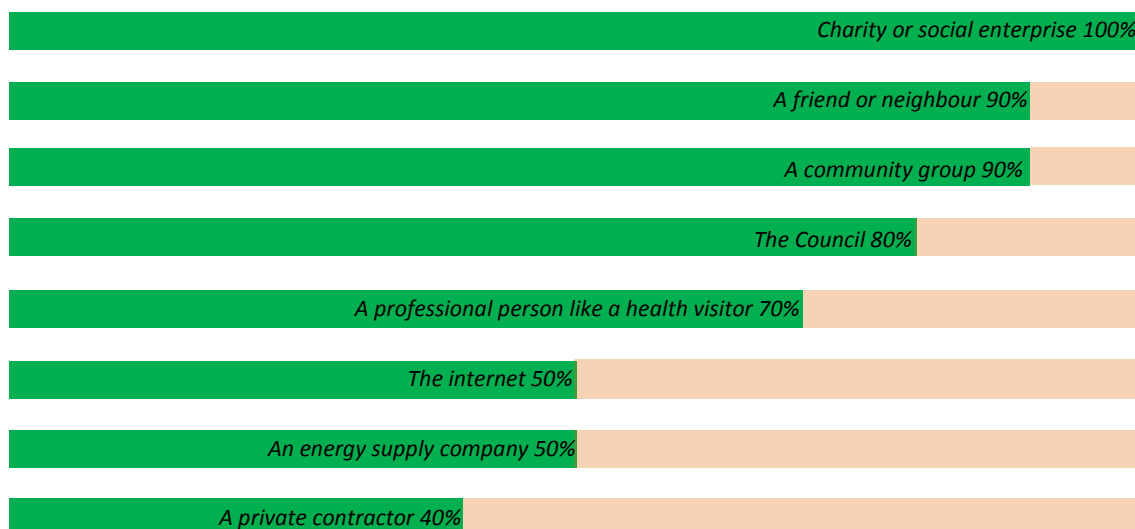 Charity or social enterprise 100%
A friend or neighbour 90%
A community group 90%
The Council 80%
A professional person like a health visitor 70%
The internet 50%
An energy supply company 50%
A private contractor 40%